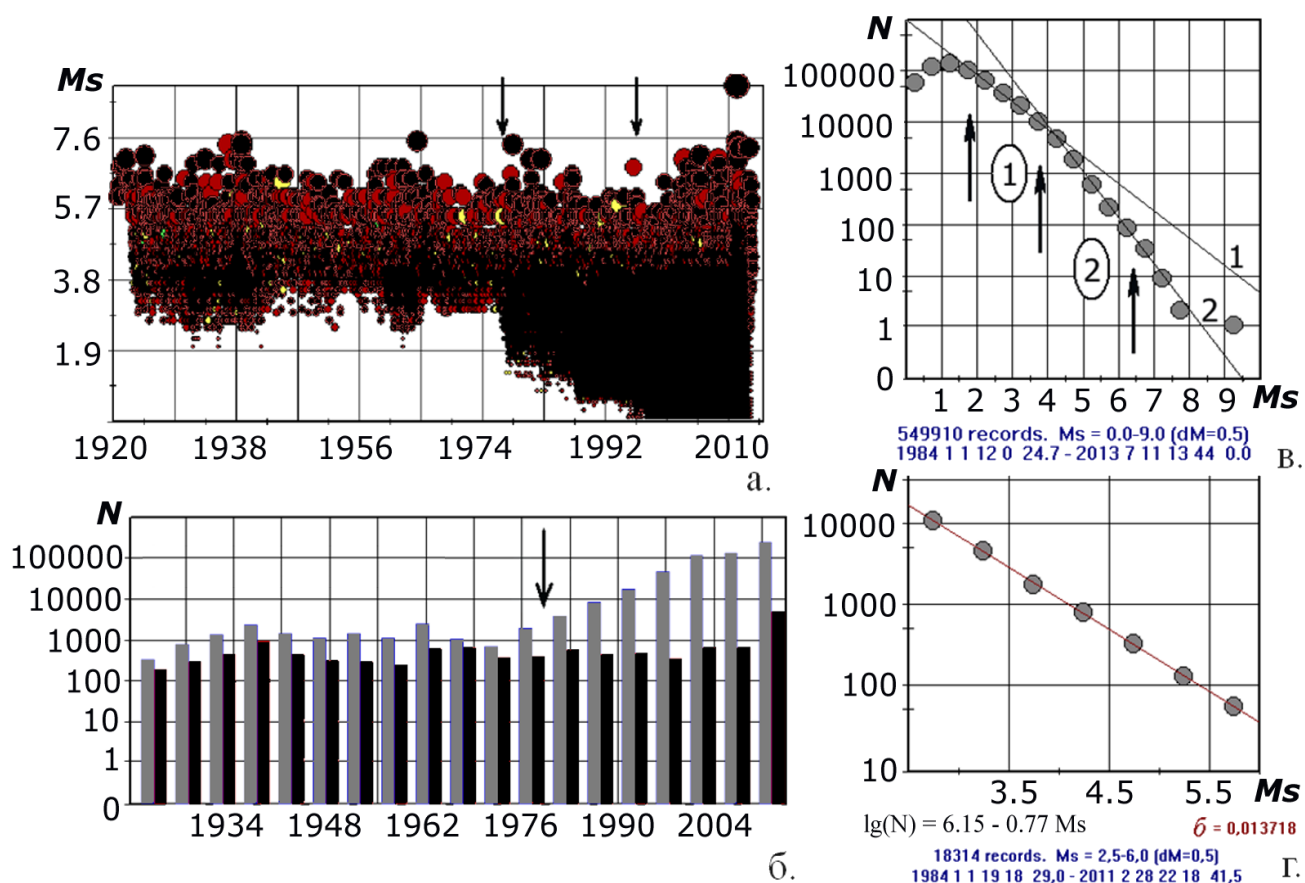 Ms
7.6
5.7
3.8
1.9
1920 1938 1956 1974 1992 2010
а.
N
100000
10000
1000
100
10
1
0
1 2 3 4 5 6 7 8 9 Ms
1
2
1
2
549910 records. Ms = 0.0-9.0 (dM=0.5)
1984 1 1 12 0 24.7 - 2013 7 11 13 44 0.0
в.
N
100000
10000
1000
100
10
1
0
1934 1948 1962 1976 1990 2004
б.
N
10000
1000
100
10
3.5 4.5 5.5 Ms
lg(N) = 6.15 - 0.77 Ms
б = 0,013718
18314 records. Ms = 2,5-6,0 (dM=0,5)
1984 1 1 19 18 29,0 - 2011 2 28 22 18 41,5
г.